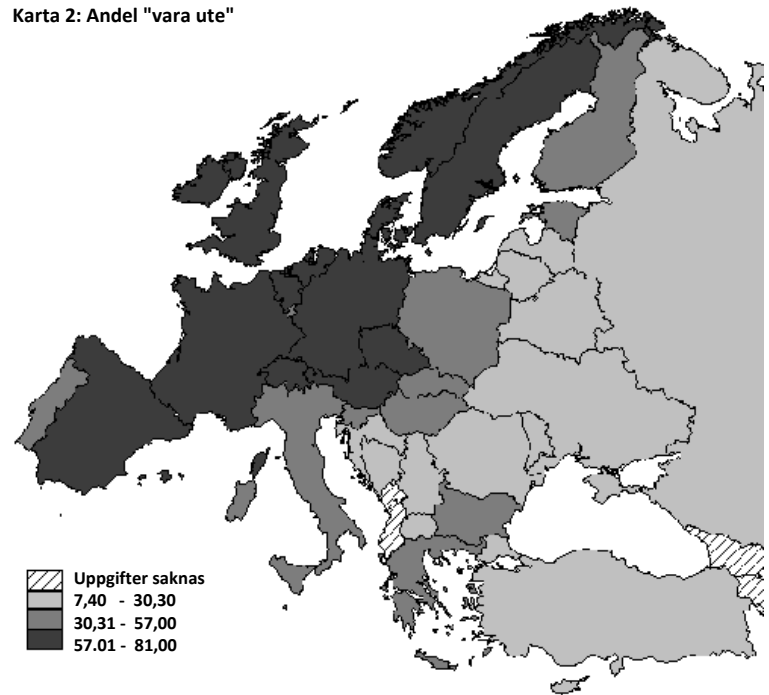 Karta 2: Andel "vara ute"
Uppgifter saknas
7,40 - 30,30
30,31 - 57,00
57.01 - 81,00